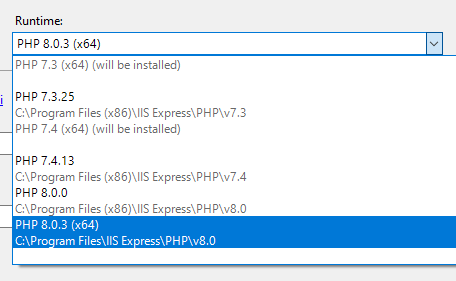 Runtime:
PHP 8.0.3 (x64)
PHP 7.3 (x64) (will be installed)
PHP 7.3.25
C:\Program Files (x86)\IIS Express\PHP\v7.3
PHP 7.4 (x64) (will be installed)
PHP 7.4.13
C:\Program Files (x86)\IIS Express\PHP\v7.4
PHP 8.0.0
C:\Program Files (x86)\IIS Express\PHP\v8.0
PHP 8.0.3 (x64)
C:\Program Files\IIS Express\PHP\v8.0